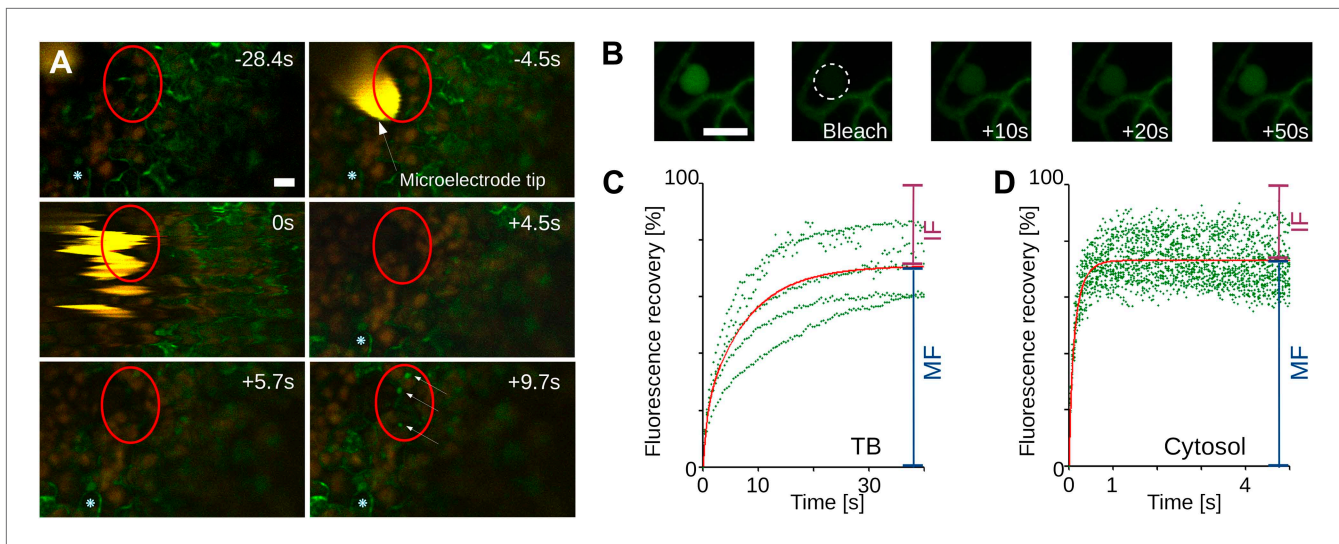 A
-28.4s
-4.5s
*
*
Microelectrode tip
0s
+4.5s
*
+5.7s
+9.7s
*
*
B
Bleach
+10s
+20s
+50s
C
Fluorescence recovery [%]
100
0
0
10
30
Time [s]
TB
IF
MF
D
Fluorescence recovery [%]
100
0
0
1
4
Time [s]
Cytosol
IF
MF